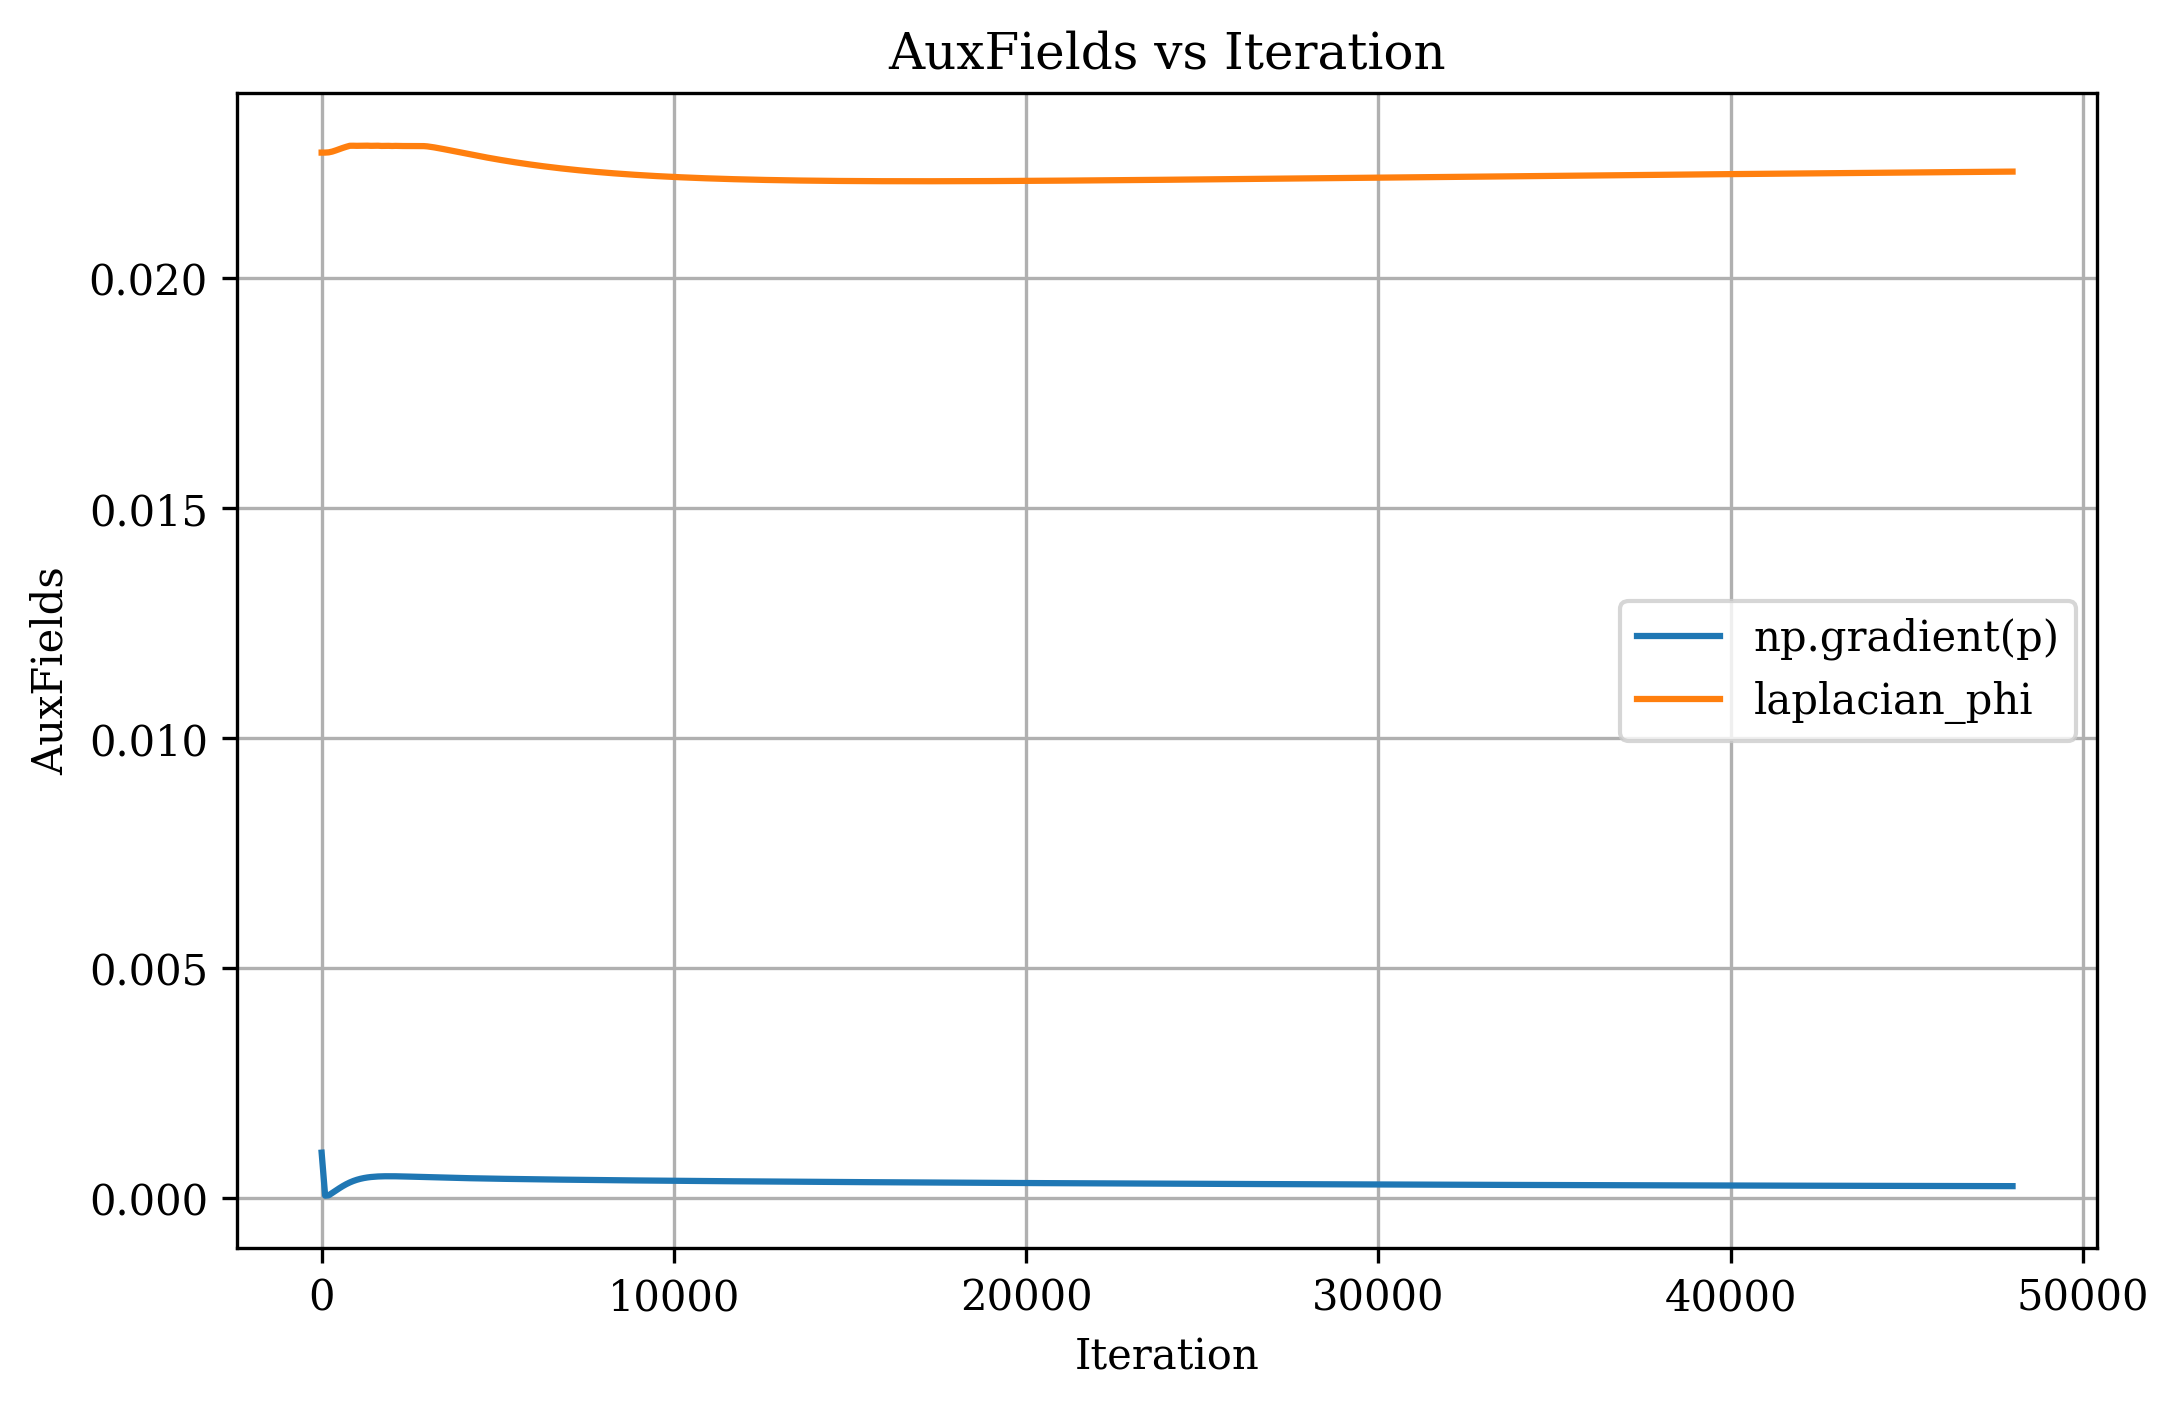 AuxFields vs Iteration
AuxFields
0.020
0.015
0.010
0.005
0.000
np.gradient(p)
laplacian_phi
0 10000 20000 30000 40000 50000
Iteration